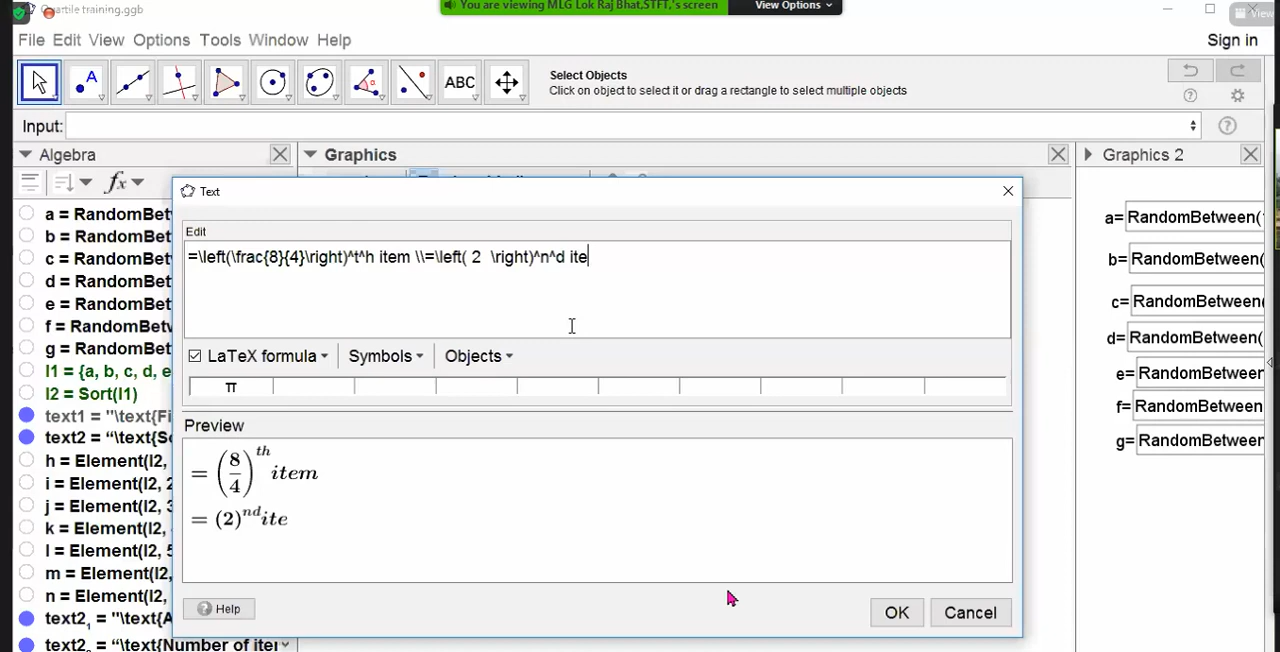 Quartile training.ggb
You are viewing MLG Lok Raj Bhat,STFT,'s screen
View Options
View
File Edit View Options Tools Window Help
Sign in
ABC
Select Objects
Click on object to select it or drag a rectangle to select multiple objects
Input:
Algebra
Graphics
Graphics 2
fx
Text
a = RandomBet
b = RandomBet
c = RandomBet
d = RandomBet
e = RandomBet
f = RandomBetw
g = RandomBet
l1 = {a, b, c, d, e
l2 = Sort(l1)
text1 = "\text{Fi
text2 = “\text{So
h = Element(l2,
i = Element(l2, 2
j = Element(l2, 3
k = Element(l2,
l = Element(l2, 5
m = Element(l2,
n = Element(l2,
text2₁ = "\text{A
text2 = “\text{Number of iter
Edit
=\left(\frac{8}{4}\right)^t^h item \\=\left( 2  \right)^n^d ite
LaTeX formula
Symbols
Objects
π
Preview
= (8/4)^th item
= (2)^nd ite
Help
OK
Cancel
a= RandomBetween(
b= RandomBetween(
c= RandomBetween(
d= RandomBetween(
e= RandomBetween
f= RandomBetween
g= RandomBetween